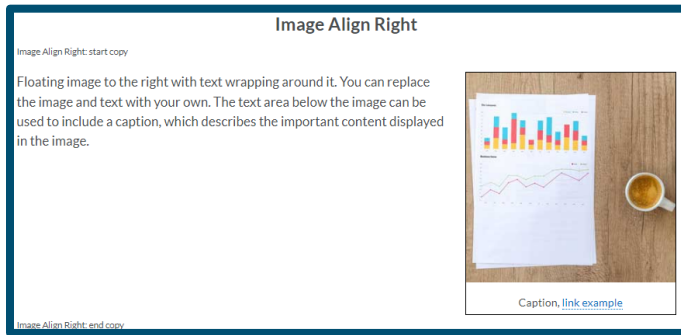 Image Align Right
Image Align Right: start copy
Floating image to the right with text wrapping around it. You can replace
the image and text with your own. The text area below the image can be
used to include a caption, which describes the important content displayed
in the image.
Caption, link example
Image Align Right: end copy